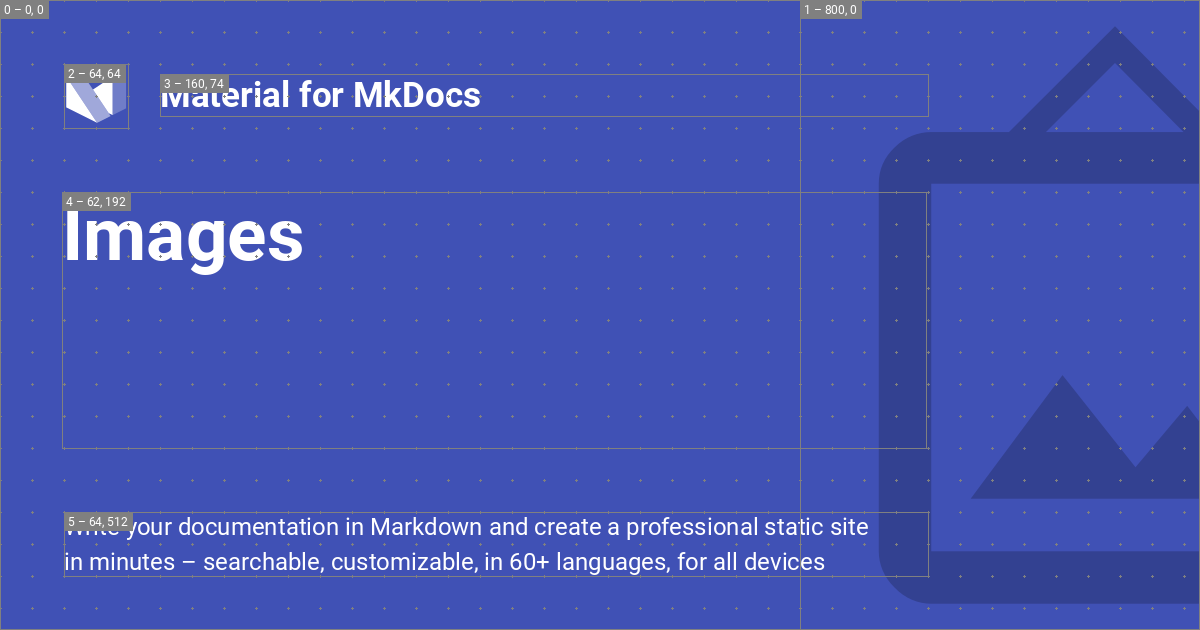 0 – 0, 0
1 – 800, 0
2 – 64, 64
3 – 160, 74
Material for MkDocs
4 – 62, 192
Images
5 – 64, 512
Write your documentation in Markdown and create a professional static site
in minutes – searchable, customizable, in 60+ languages, for all devices